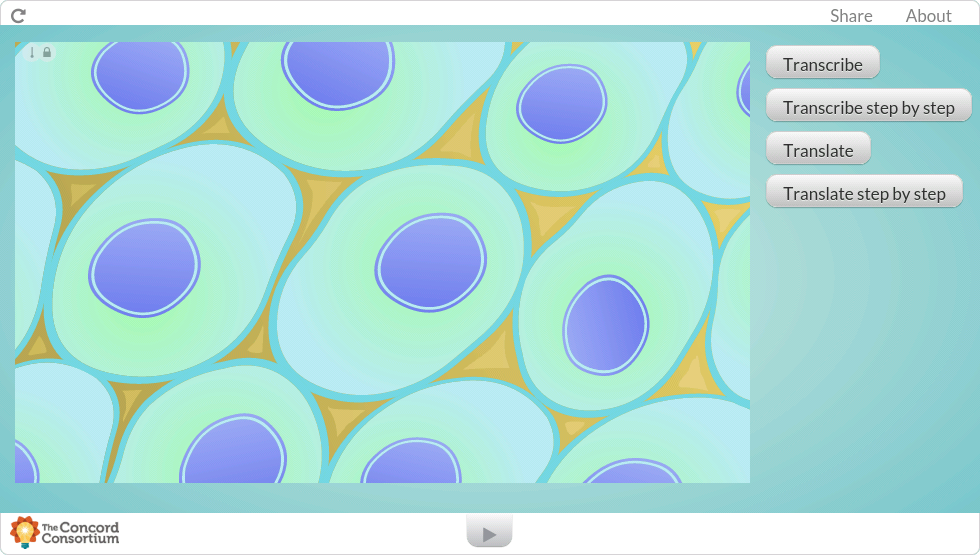 Share About
Transcribe
Transcribe step by step
Translate
Translate step by step
The Concord
Consortium